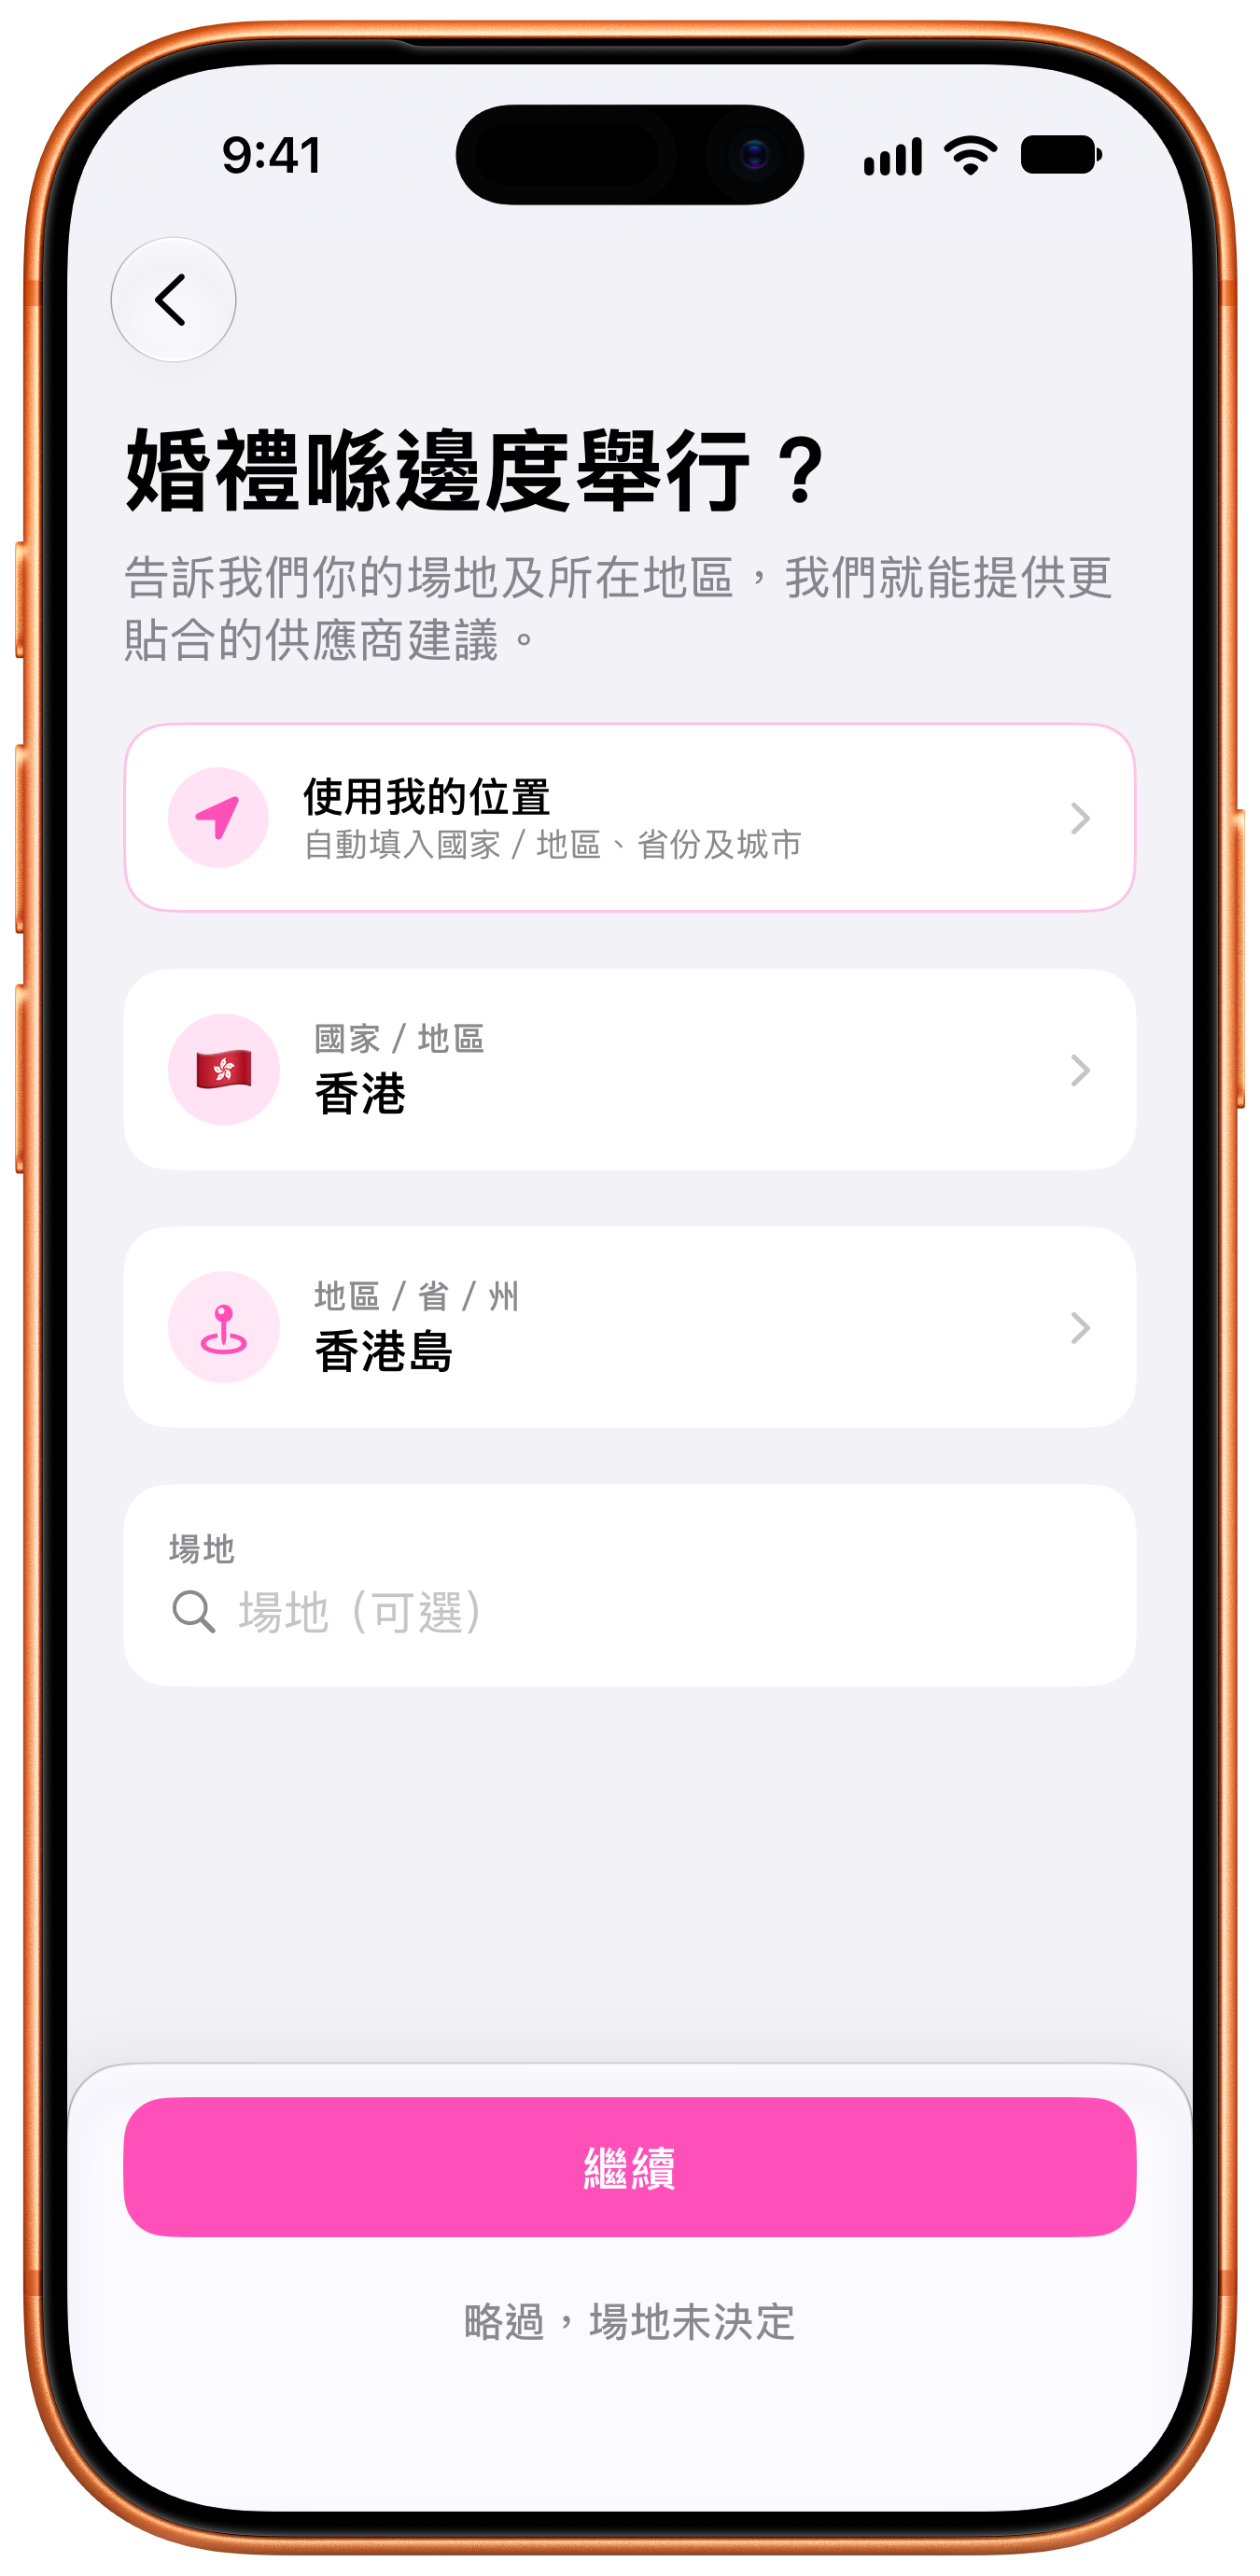 9:41
婚禮喺邊度舉行？
告訴我們你的場地及所在地區，我們就能提供更
貼合的供應商建議。
使用我的位置
自動填入國家 / 地區、省份及城市
國家 / 地區
香港
地區 / 省 / 州
香港島
場地
場地（可選）
繼續
略過，場地未決定